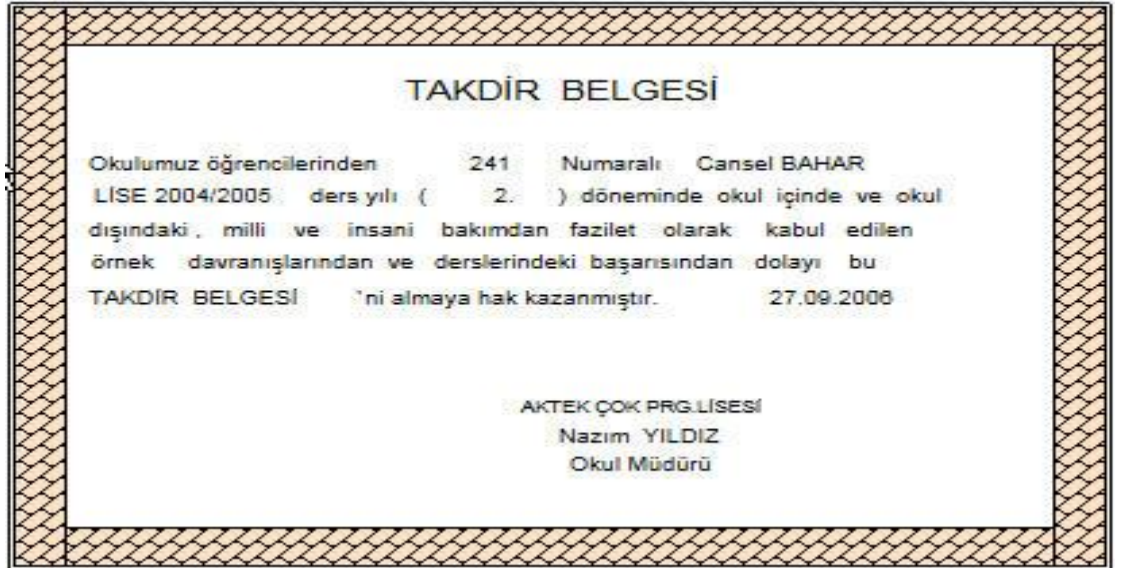 TAKDİR BELGESİ
Okulumuz öğrencilerinden 241 Numaralı Cansel BAHAR
LİSE 2004/2005 ders yılı ( 2. ) döneminde okul içinde ve okul
dışındaki , milli ve insani bakımdan fazilet olarak kabul edilen
örnek davranışlarından ve derslerindeki başarısından dolayı bu
TAKDİR BELGESİ 'ni almaya hak kazanmıştır. 27.09.2006
AKTEK ÇOK PRG.LİSESİ
Nazım YILDIZ
Okul Müdürü